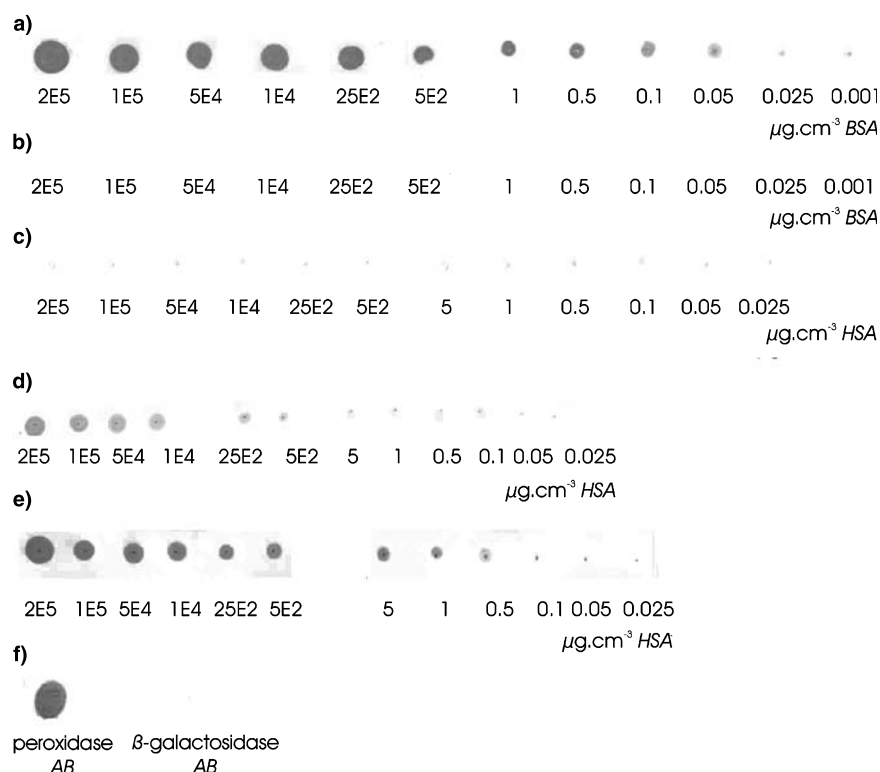 a)
2E5 1E5 5E4 1E4 25E2 5E2 1 0.5 0.1 0.05 0.025 0.001
µg.cm⁻³ BSA
b)
2E5 1E5 5E4 1E4 25E2 5E2 1 0.5 0.1 0.05 0.025 0.001
µg.cm⁻³ BSA
c)
2E5 1E5 5E4 1E4 25E2 5E2 5 1 0.5 0.1 0.05 0.025
µg.cm⁻³ HSA
d)
2E5 1E5 5E4 1E4 25E2 5E2 5 1 0.5 0.1 0.05 0.025
µg.cm⁻³ HSA
e)
2E5 1E5 5E4 1E4 25E2 5E2 5 1 0.5 0.1 0.05 0.025
µg.cm⁻³ HSA
f)
peroxidase ß-galactosidase
AB AB